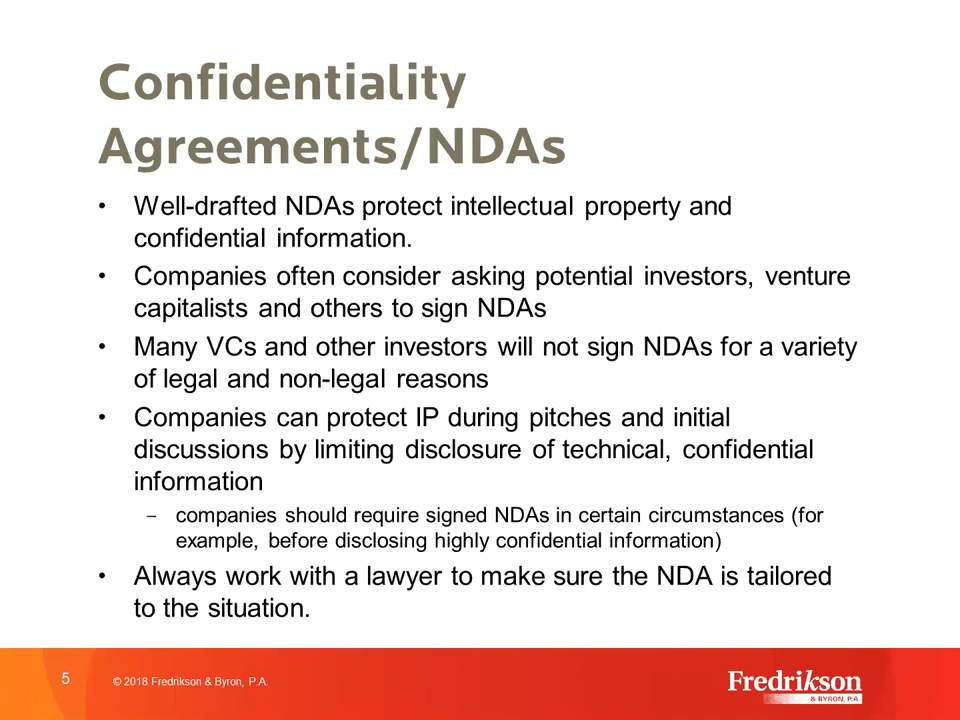 Confidentiality
Agreements/NDAs
• Well-drafted NDAs protect intellectual property and
confidential information.
• Companies often consider asking potential investors, venture
capitalists and others to sign NDAs
• Many VCs and other investors will not sign NDAs for a variety
of legal and non-legal reasons
• Companies can protect IP during pitches and initial
discussions by limiting disclosure of technical, confidential
information
– companies should require signed NDAs in certain circumstances (for
example, before disclosing highly confidential information)
• Always work with a lawyer to make sure the NDA is tailored
to the situation.
5
© 2018 Fredrikson & Byron, P.A.
Fredrikson
& BYRON, P.A.